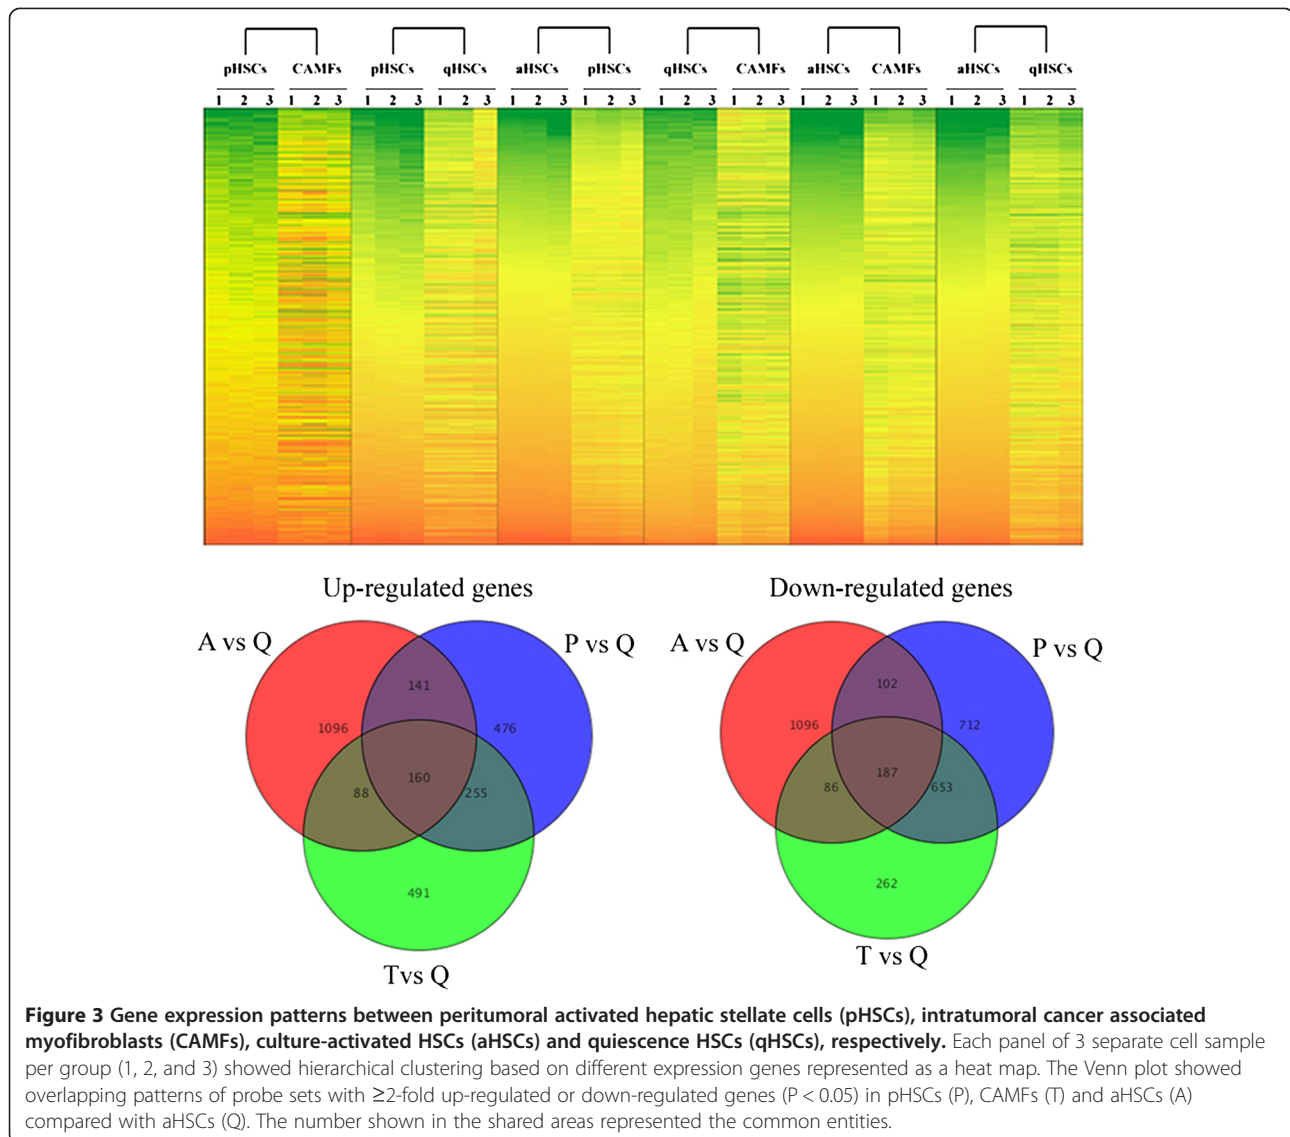 pHSCs CAMFs pHSCs qHSCs aHSCs pHSCs qHSCs CAMFs aHSCs CAMFs aHSCs qHSCs
1 2 3 1 2 3 1 2 3 1 2 3 1 2 3 1 2 3 1 2 3 1 2 3 1 2 3 1 2 3 1 2 3 1 2 3
Up-regulated genes
A vs Q
P vs Q
141
1096
476
160
88
255
491
Tvs Q
Down-regulated genes
A vs Q
P vs Q
102
1096
712
187
86
653
262
T vs Q
Figure 3 Gene expression patterns between peritumoral activated hepatic stellate cells (pHSCs), intratumoral cancer associated
myofibroblasts (CAMFs), culture-activated HSCs (aHSCs) and quiescence HSCs (qHSCs), respectively. Each panel of 3 separate cell sample
per group (1, 2, and 3) showed hierarchical clustering based on different expression genes represented as a heat map. The Venn plot showed
overlapping patterns of probe sets with ≥2-fold up-regulated or down-regulated genes (P < 0.05) in pHSCs (P), CAMFs (T) and aHSCs (A)
compared with aHSCs (Q). The number shown in the shared areas represented the common entities.